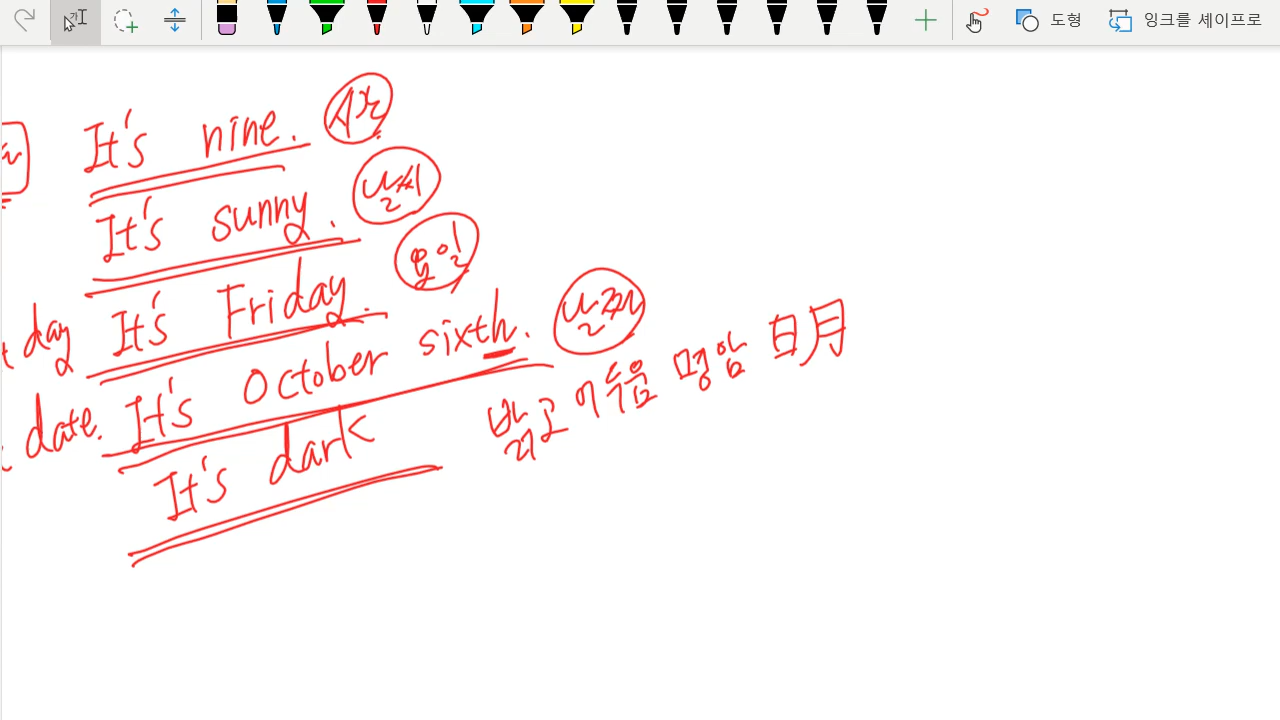 도형 잉크를 셰이프로
It's nine. 시각
It's sunny. 날씨
It's Friday. 요일
day
It's October sixth. 날짜
date.
It's dark 밝고 어두움 명암 日月